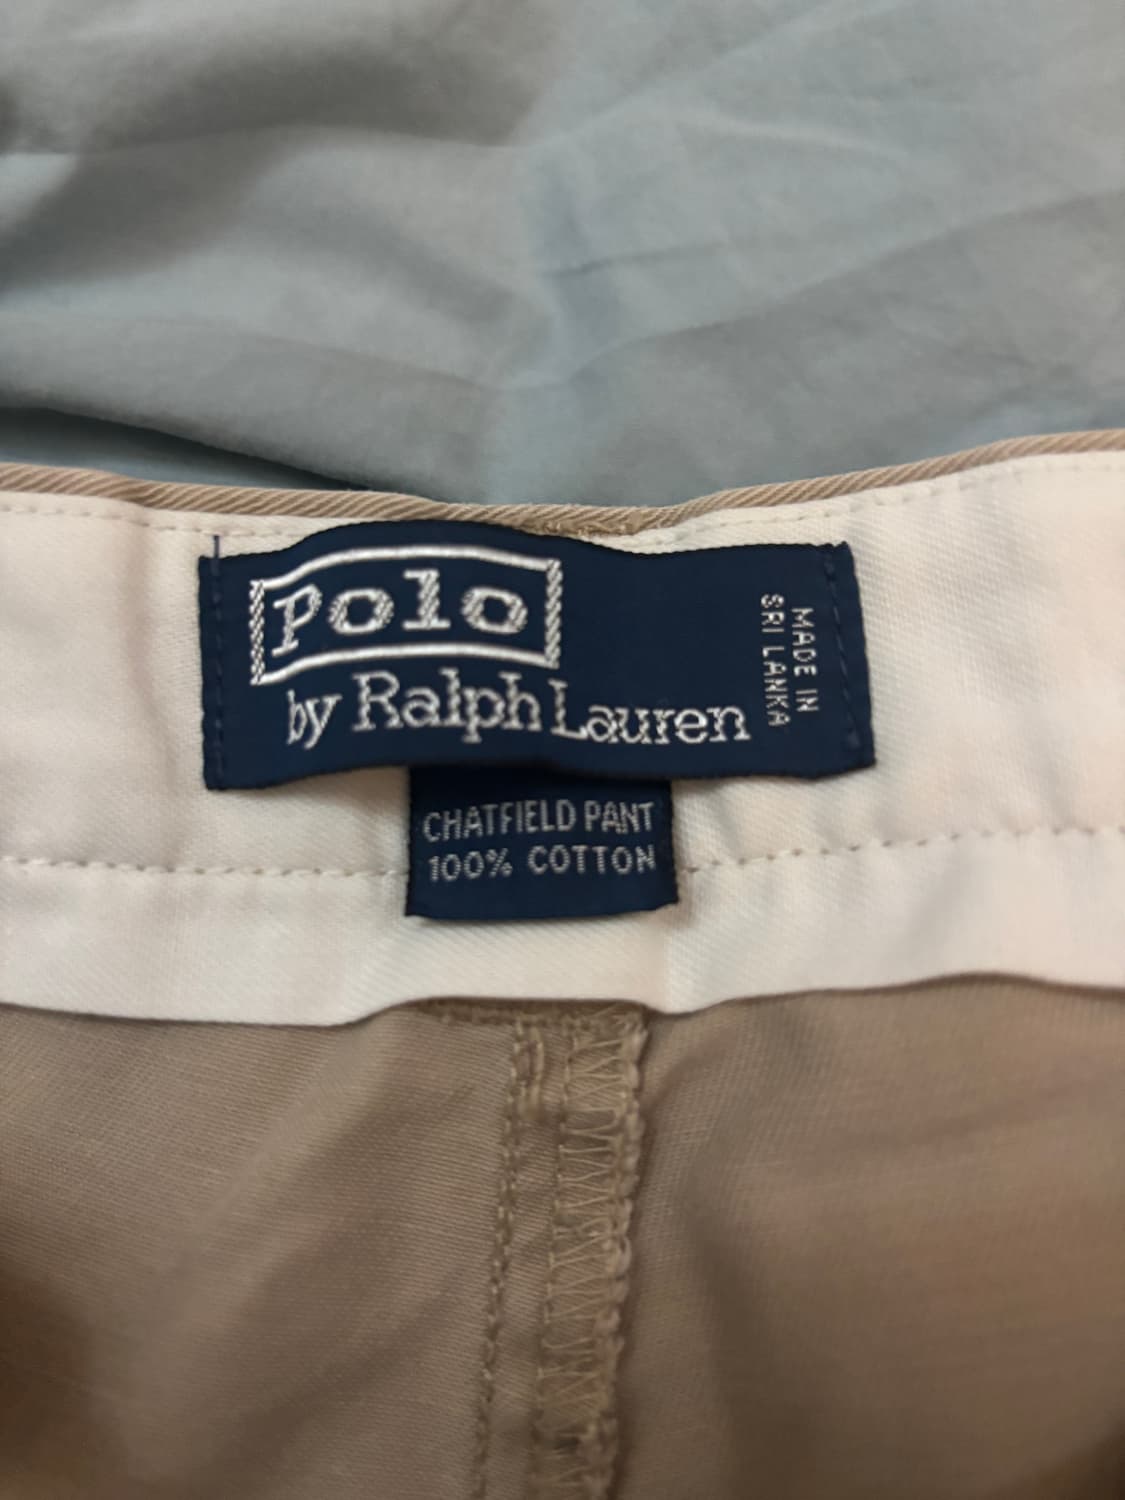 Polo
by Ralph Lauren
MADE IN
SRI LANKA
CHATFIELD PANT
100% COTTON